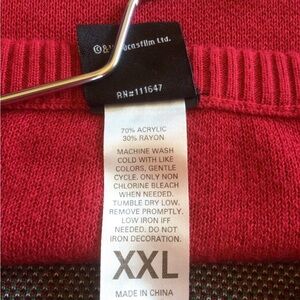 Lucasfilm Ltd.
RN#111647
70% ACRYLIC
30% RAYON
MACHINE WASH
COLD WITH LIKE
COLORS, GENTLE
CYCLE. ONLY NON
CHLORINE BLEACH
WHEN NEEDED.
TUMBLE DRY LOW.
REMOVE PROMPTLY.
LOW IRON IFF
NEEDED. DO NOT
IRON DECORATION.
XXL
MADE IN CHINA